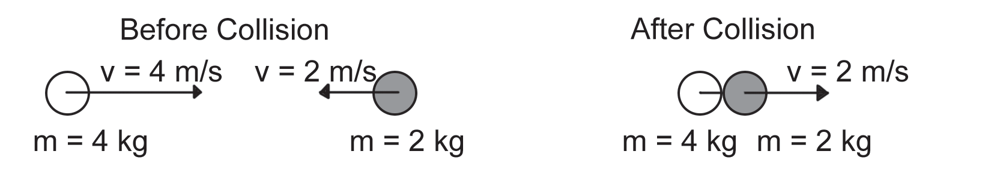 Before Collision
v = 4 m/s
v = 2 m/s
m = 4 kg
m = 2 kg
After Collision
v = 2 m/s
m = 4 kg
m = 2 kg